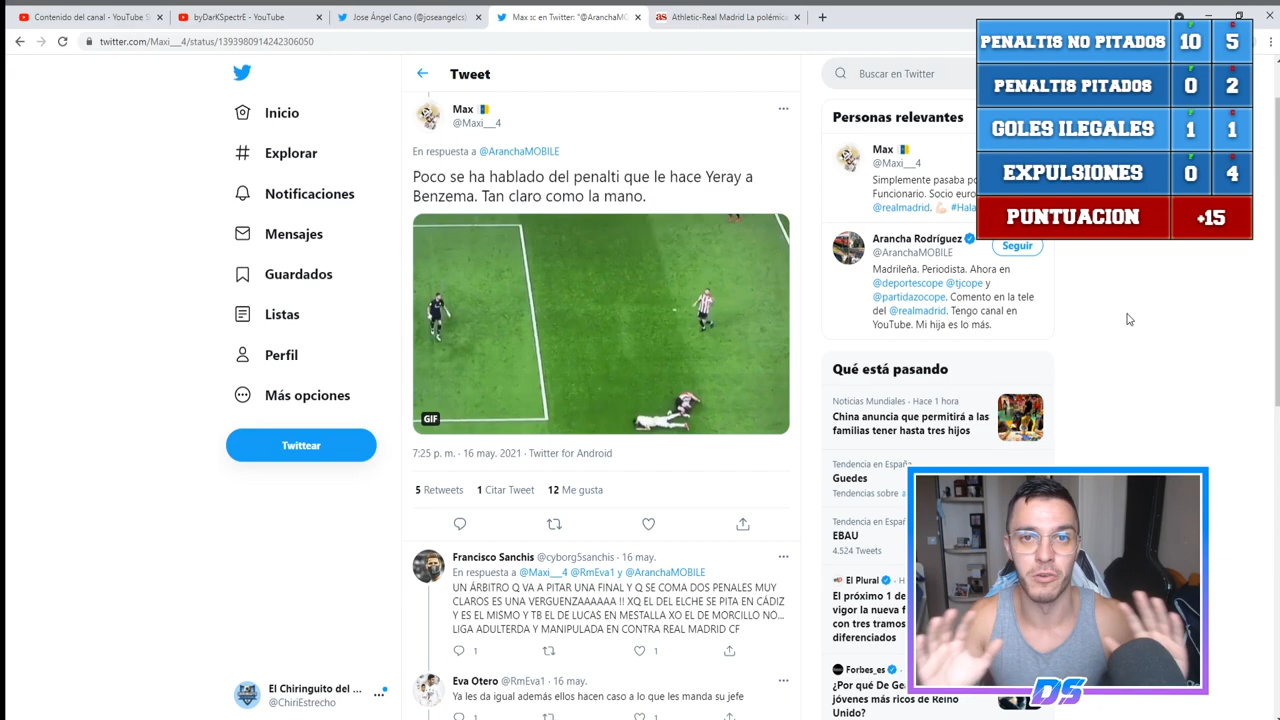 Contenido del canal - YouTube S
byDarKSpectrE - YouTube
Jose Ángel Cano (@joseangelcs)
Max
en Twitter: "@AranchaMO
Athletic-Real Madrid La polémica
twitter.com/Maxi___4/status/1393980914242306050
PENALTIS NO PITADOS 10 5
PENALTIS PITADOS 0 2
GOLES ILEGALES 1 1
EXPULSIONES 0 4
PUNTUACION +15
Inicio
Explorar
Notificaciones
Mensajes
Guardados
Listas
Perfil
Más opciones
Twittear
El Chiringuito del ...
@ChiriEstrecho
Tweet
Max
@Maxi___4
En respuesta a @AranchaMOBILE
Poco se ha hablado del penalti que le hace Yeray a
Benzema. Tan claro como la mano.
GIF
7:25 p. m. · 16 may. 2021 · Twitter for Android
5 Retweets 1 Citar Tweet 12 Me gusta
Francisco Sanchis @cyborg5sanchis · 16 may.
En respuesta a @Maxi___4 @RmEva1 y @AranchaMOBILE
UN ÁRBITRO Q VA A PITAR UNA FINAL Y Q SE COMA DOS PENALES MUY
CLAROS ES UNA VERGUENZAAAAAA !! XQ EL DEL ELCHE SE PITA EN CÁDIZ
Y ES EL MISMO Y TB EL DE LUCAS EN MESTALLA XO EL DE MORCILLO NO...
LIGA ADULTERDA Y MANIPULADA EN CONTRA REAL MADRID CF
1 1
Eva Otero @RmEva1 · 16 may.
Ya les da igual además ellos hacen caso a lo que les manda su jefe
Buscar en Twitter
Personas relevantes
Max
@Maxi___4
Simplemente pasaba po
Funcionario. Socio euro
@realmadrid. #Hala
Arancha Rodríguez
@AranchaMOBILE
Seguir
Madrileña. Periodista. Ahora en
@deportescope @tjcope y
@partidazocope. Comento en la tele
del @realmadrid. Tengo canal en
YouTube. Mi hija es lo más.
Qué está pasando
Noticias Mundiales · Hace 1 hora
China anuncia que permitirá a las
familias tener hasta tres hijos
Tendencia en España
Guedes
Tendencias sobre
Tendencia en Españ
EBAU
4.524 Tweets
El Plural · H
El próximo 1 de
vigor la nueva f
con tres tramos
diferenciados
Forbes_es
¿Por qué De Ge
jóvenes más ricos de Reino
Unido?
DS